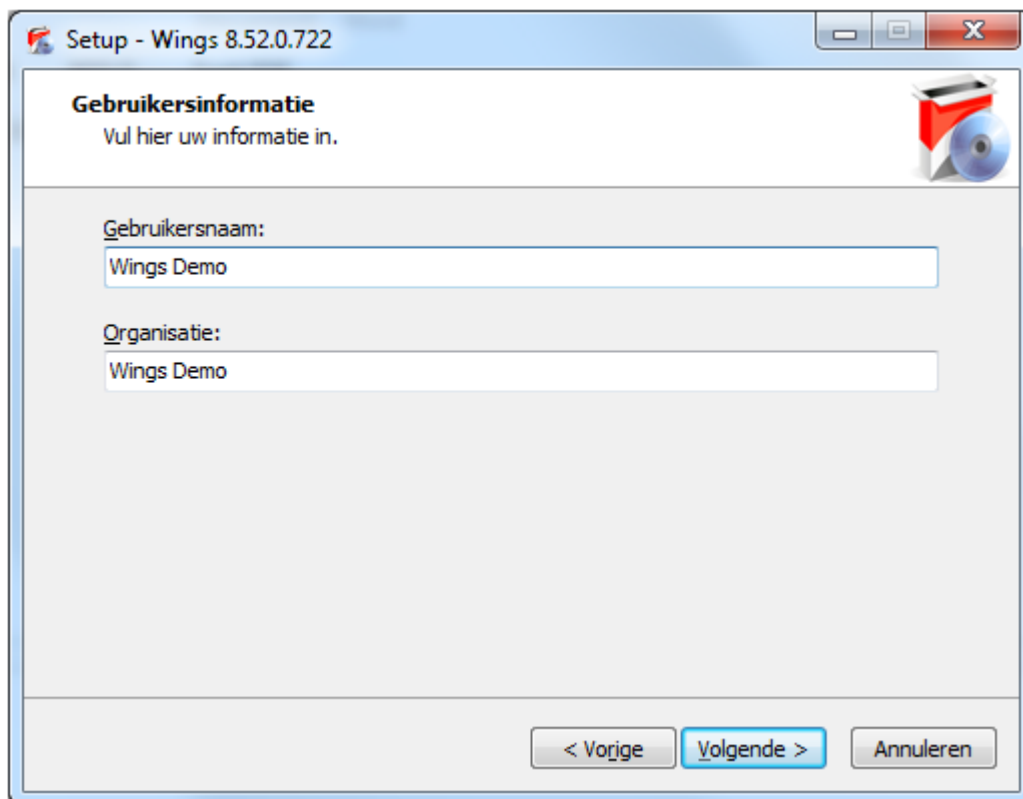 Setup - Wings 8.52.0.722
Gebruikersinformatie
Vul hier uw informatie in.
Gebruikersnaam:
Wings Demo
Organisatie:
Wings Demo
< Vorige Volgende > Annuleren